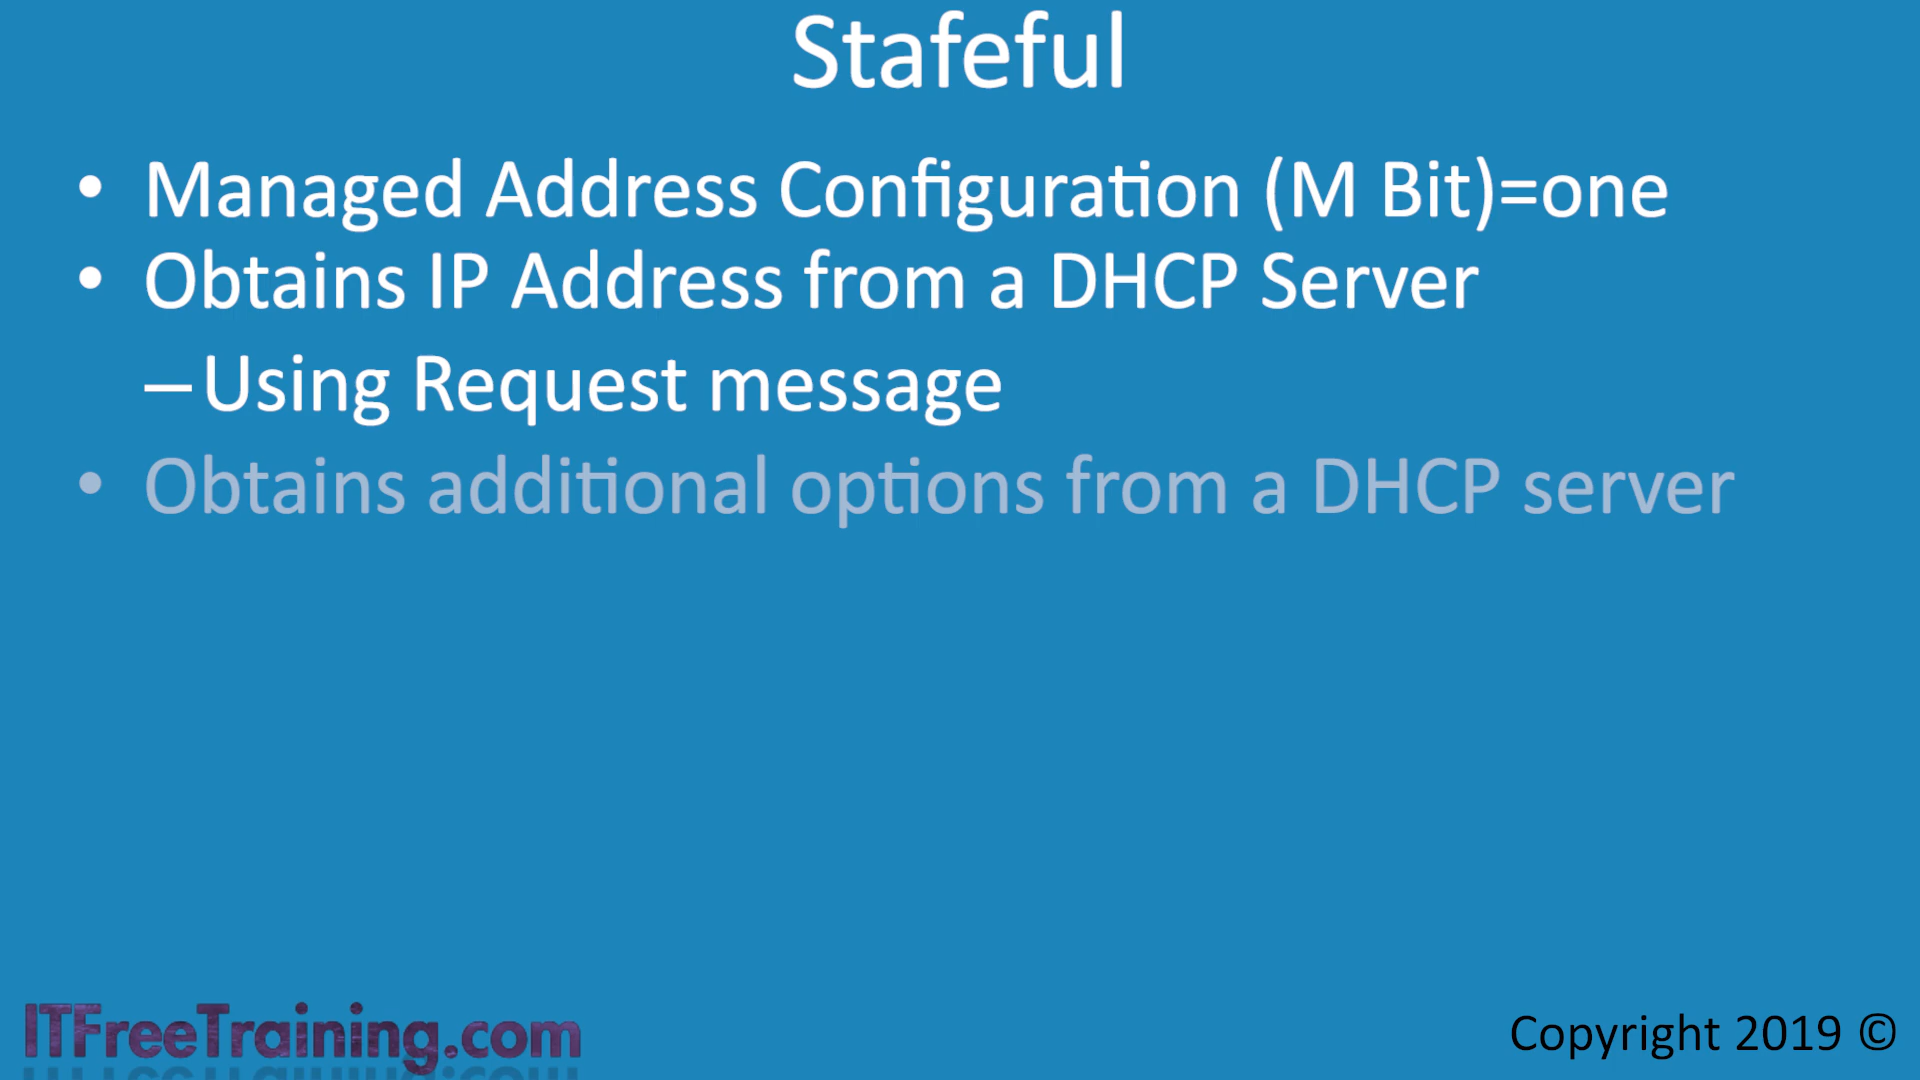 Stafeful
• Managed Address Configuration (M Bit)=one
• Obtains IP Address from a DHCP Server
–Using Request message
• Obtains additional options from a DHCP server
ITFreeTraining.com
Copyright 2019 ©